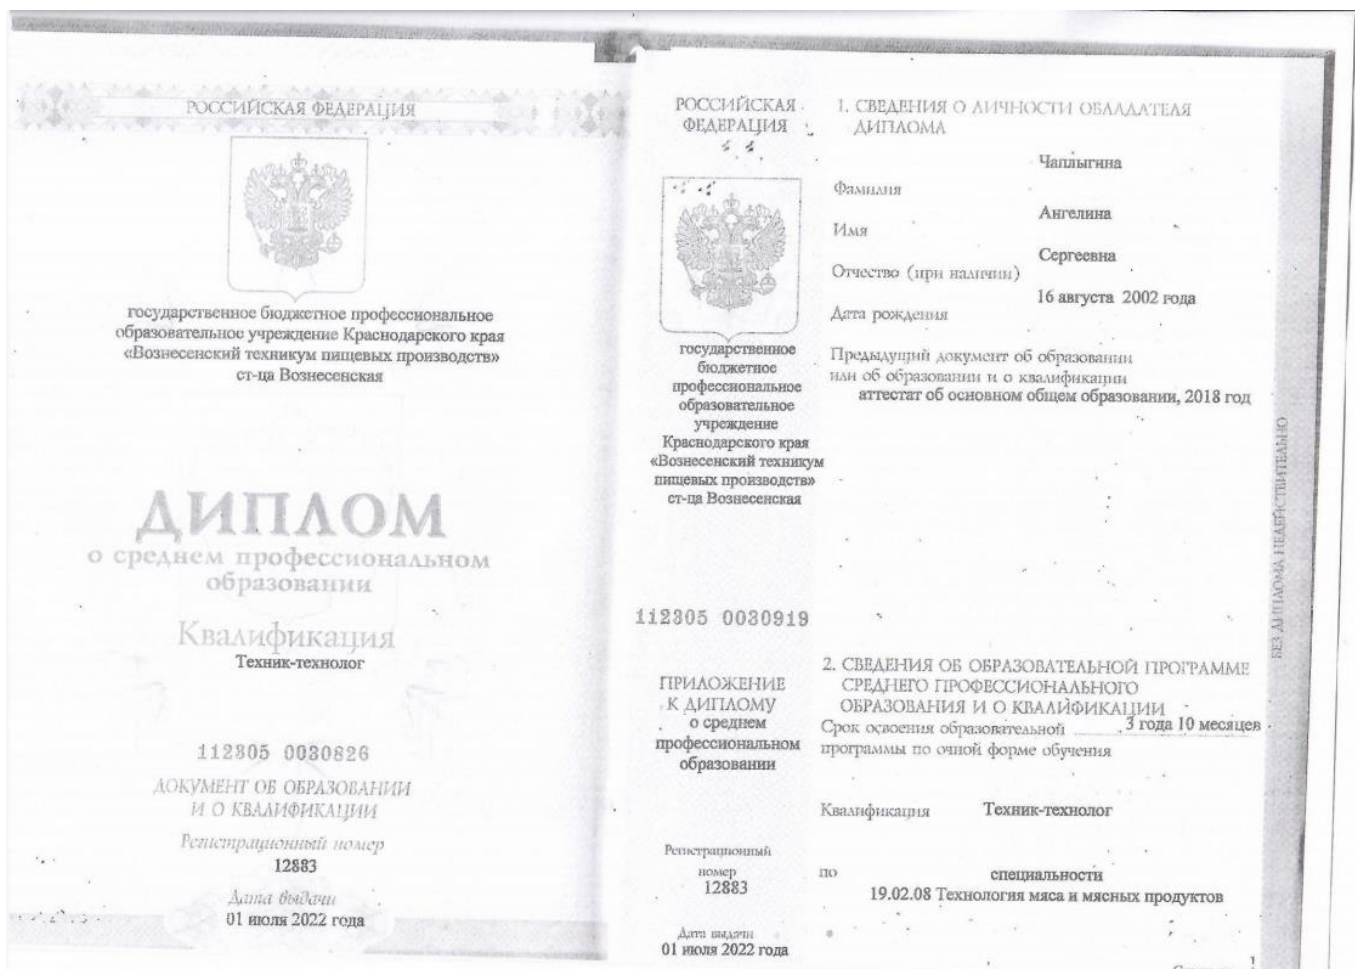 РОССИЙСКАЯ ФЕДЕРАЦИЯ
государственное бюджетное профессиональное
образовательное учреждение Краснодарского края
«Вознесенский техникум пищевых производств»
ст-ца Вознесенская
ДИПЛОМ
о среднем профессиональном
образовании
Квалификация
Техник-технолог
112305 0030826
ДОКУМЕНТ ОБ ОБРАЗОВАНИИ
И О КВАЛИФИКАЦИИ
Регистрационный номер
12883
Дата выдачи
01 июля 2022 года
РОССИЙСКАЯ
ФЕДЕРАЦИЯ
государственное
бюджетное
профессиональное
образовательное
учреждение
Краснодарского края
«Вознесенский техникум
пищевых производств»
ст-ца Вознесенская
112305 0030919
ПРИЛОЖЕНИЕ
К ДИПЛОМУ
о среднем
профессиональном
образовании
Регистрационный
номер
12883
Дата выдачи
01 июля 2022 года
1. СВЕДЕНИЯ О ЛИЧНОСТИ ОБЛАДАТЕЛЯ
ДИПЛОМА
Чаплыгина
Фамилия
Ангелина
Имя
Сергеевна
Отчество (при наличии)
16 августа 2002 года
Дата рождения
Предыдущий документ об образовании
или об образовании и о квалификации
аттестат об основном общем образовании, 2018 год
2. СВЕДЕНИЯ ОБ ОБРАЗОВАТЕЛЬНОЙ ПРОГРАММЕ
СРЕДНЕГО ПРОФЕССИОНАЛЬНОГО
ОБРАЗОВАНИЯ И О КВАЛИФИКАЦИИ
Срок освоения образовательной 3 года 10 месяцев
программы по очной форме обучения
Квалификация Техник-технолог
по специальности
19.02.08 Технология мяса и мясных продуктов
1
БЕЗ ДИПЛОМА НЕДЕЙСТВИТЕЛЬНО